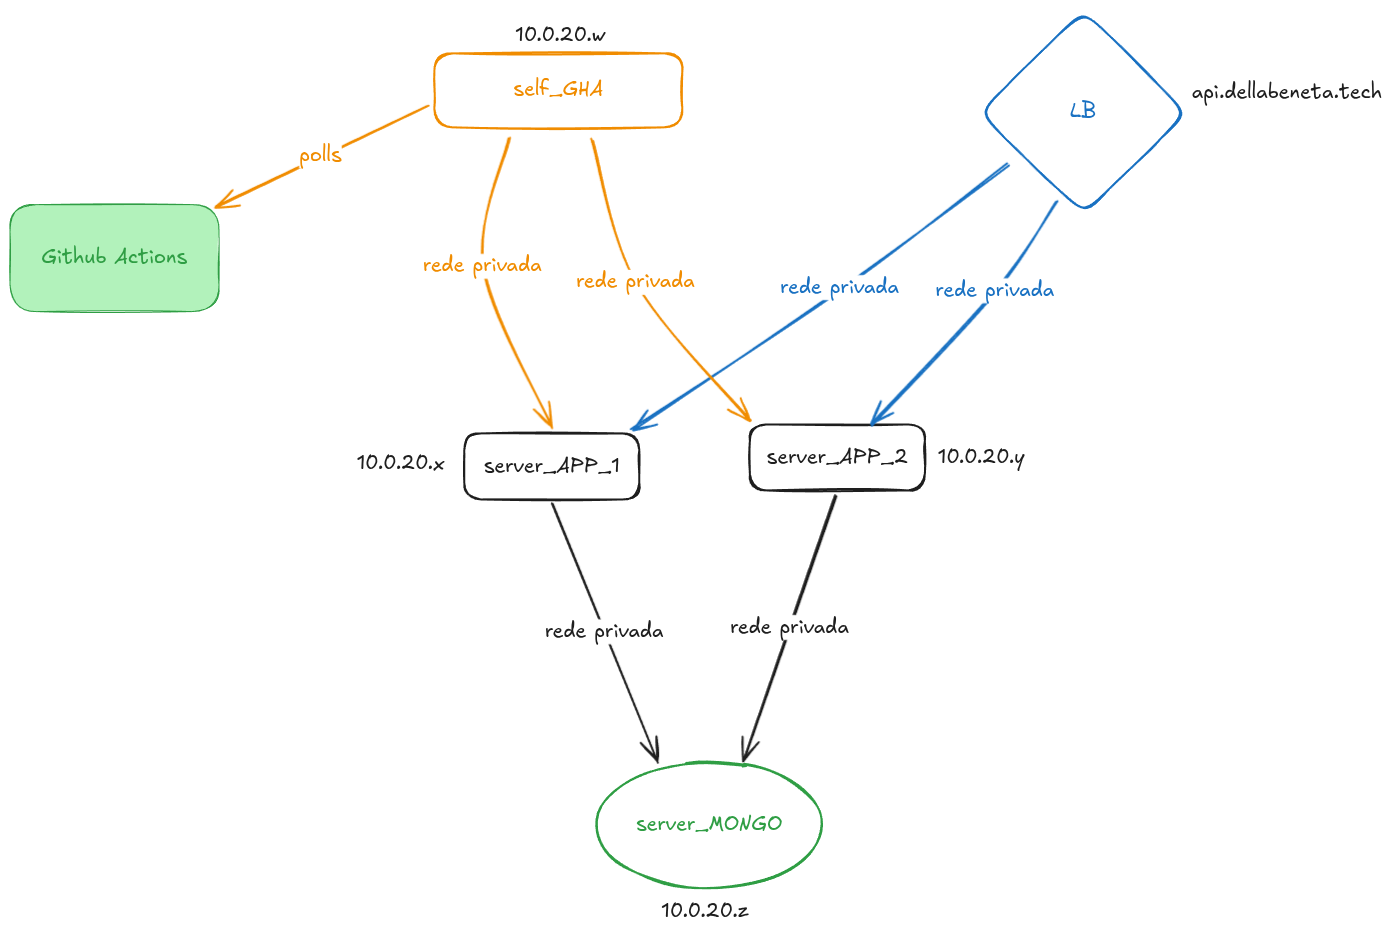 10.0.20.w
self_GHA
LB
api.dellabeneta.tech
polls
Github Actions
rede privada
rede privada
rede privada
rede privada
10.0.20.x
server_APP_1
server_APP_2
10.0.20.y
rede privada
rede privada
server_MONGO
10.0.20.z